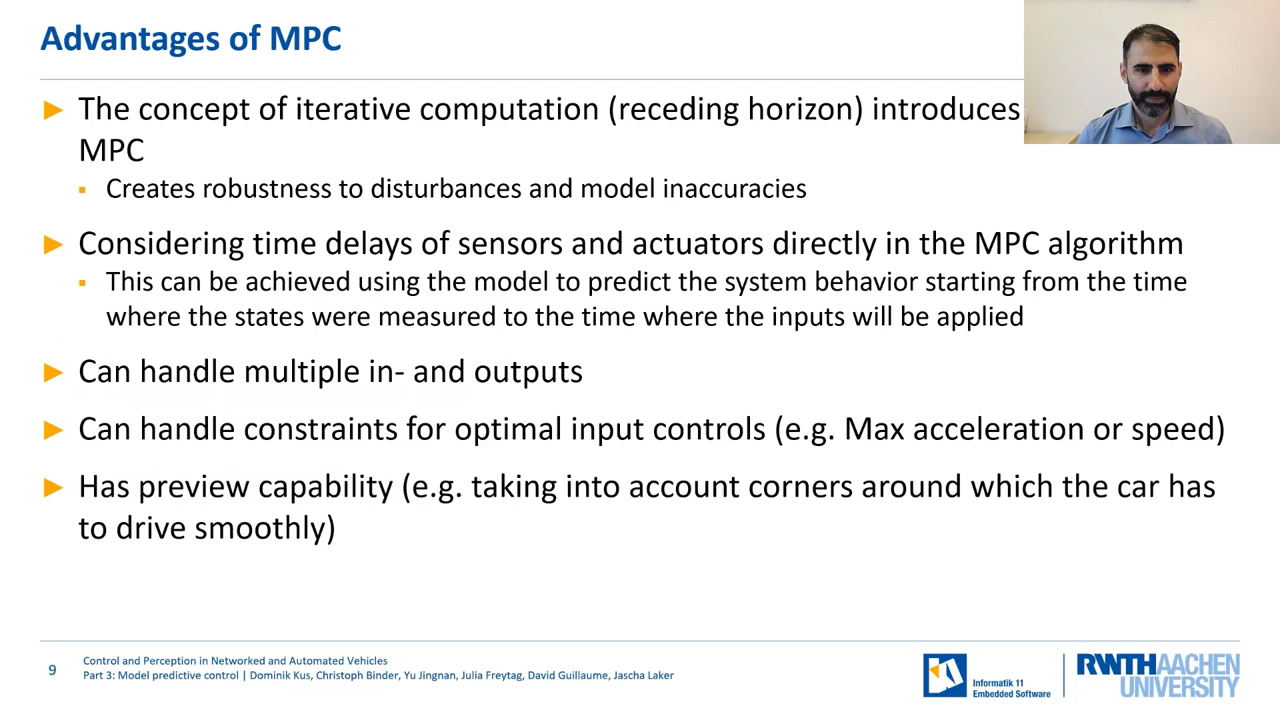 Advantages of MPC
► The concept of iterative computation (receding horizon) introduces
MPC
▪ Creates robustness to disturbances and model inaccuracies
► Considering time delays of sensors and actuators directly in the MPC algorithm
▪ This can be achieved using the model to predict the system behavior starting from the time
where the states were measured to the time where the inputs will be applied
► Can handle multiple in- and outputs
► Can handle constraints for optimal input controls (e.g. Max acceleration or speed)
► Has preview capability (e.g. taking into account corners around which the car has
to drive smoothly)
9
Control and Perception in Networked and Automated Vehicles
Part 3: Model predictive control | Dominik Kus, Christoph Binder, Yu Jingnan, Julia Freytag, David Guillaume, Jascha Laker
Informatik 11
Embedded Software
RWTHAACHEN
UNIVERSITY